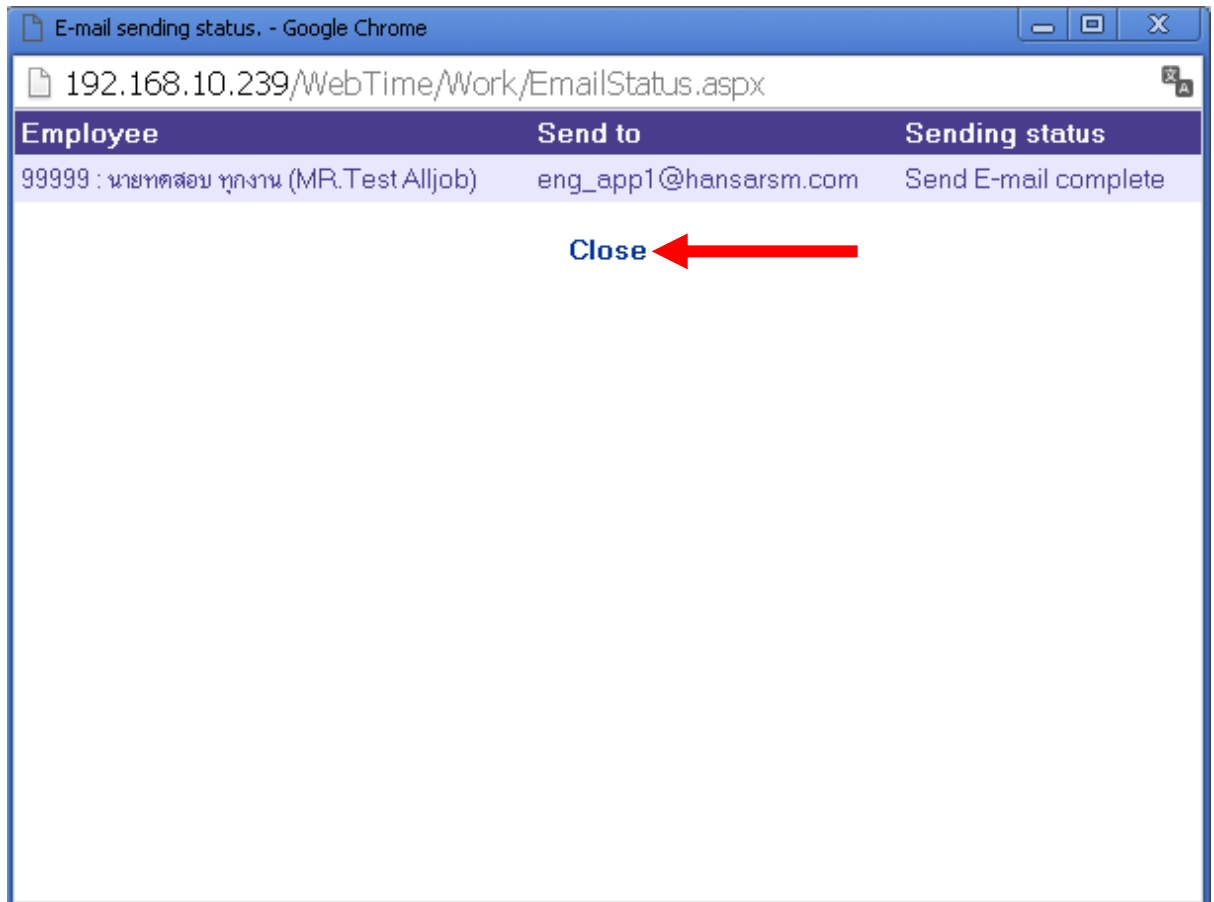 E-mail sending status. - Google Chrome
192.168.10.239/WebTime/Work/EmailStatus.aspx
Employee Send to Sending status
99999 : นายทดสอบ ทุกงาน (MR.Test Alljob) eng_app1@hansarsm.com Send E-mail complete
Close